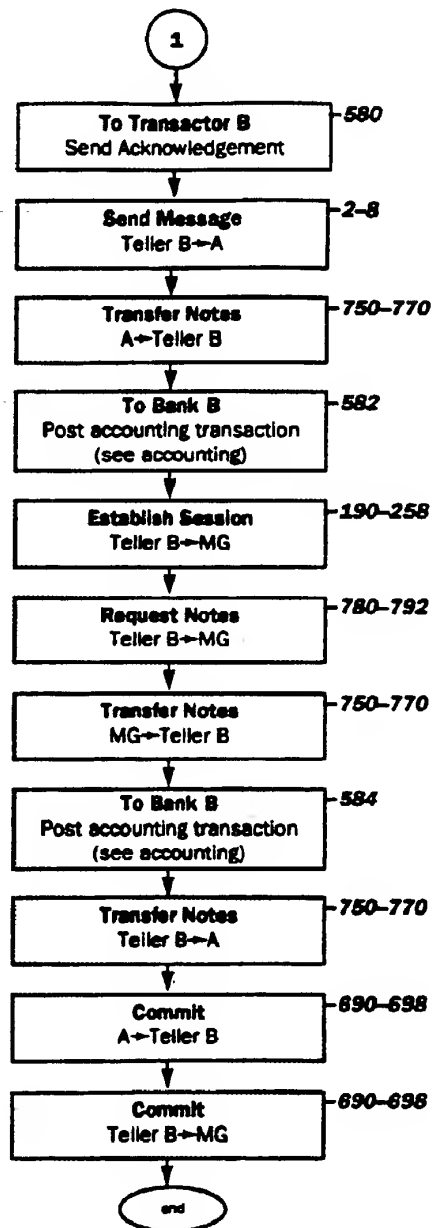 1
To Transactor B
Send Acknowledgement
580
Send Message
Teller B→A
2–8
Transfer Notes
A→Teller B
750–770
To Bank B
Post accounting transaction
(see accounting)
582
Establish Session
Teller B→MG
190–258
Request Notes
Teller B→MG
780–792
Transfer Notes
MG→Teller B
750–770
To Bank B
Post accounting transaction
(see accounting)
584
Transfer Notes
Teller B→A
750–770
Commit
A→Teller B
690–698
Commit
Teller B→MG
690–698
end